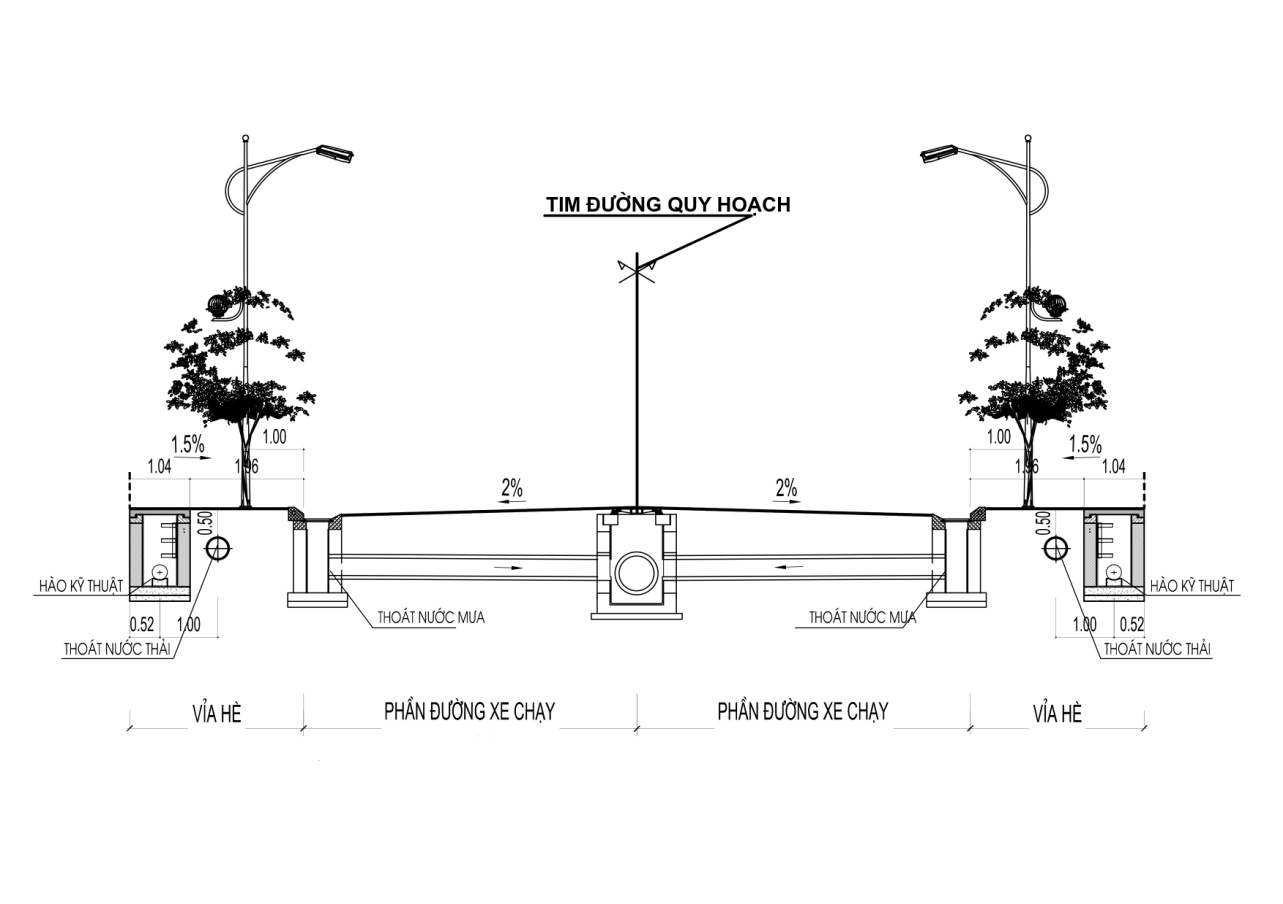 TIM ĐƯỜNG QUY HOẠCH
1.00
1.00
1.5%
1.5%
1.04
1.96
1.96
1.04
2%
2%
0.50
0.50
HÀO KỸ THUẬT
HÀO KỸ THUẬT
THOÁT NƯỚC MƯA
THOÁT NƯỚC MƯA
0.52
1.00
1.00
0.52
THOÁT NƯỚC THẢI
THOÁT NƯỚC THẢI
VỈA HÈ
PHẦN ĐƯỜNG XE CHẠY
PHẦN ĐƯỜNG XE CHẠY
VỈA HÈ